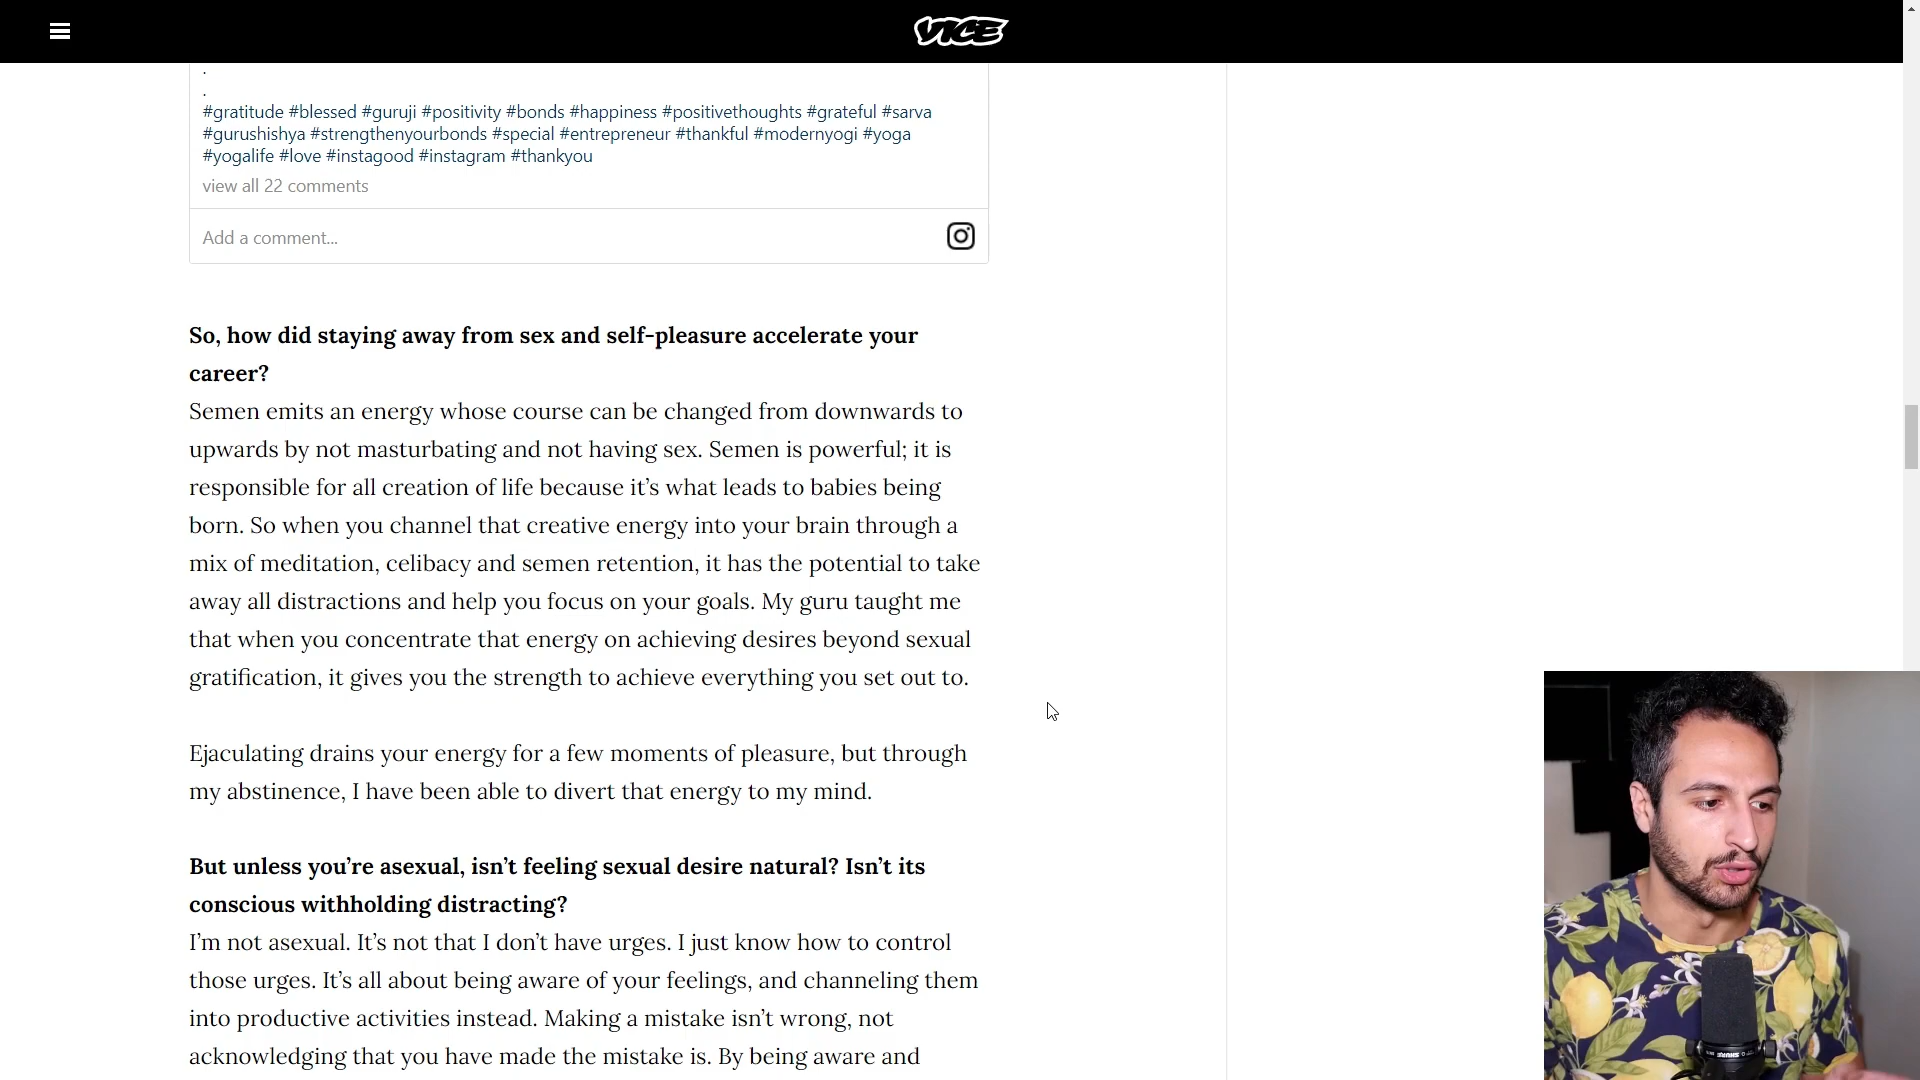 VICE
.
.
#gratitude #blessed #guruji #positivity #bonds #happiness #positivethoughts #grateful #sarva
#gurushishya #strengthenyourbonds #special #entrepreneur #thankful #modernyogi #yoga
#yogalife #love #instagood #instagram #thankyou
view all 22 comments
Add a comment...
So, how did staying away from sex and self-pleasure accelerate your
career?
Semen emits an energy whose course can be changed from downwards to
upwards by not masturbating and not having sex. Semen is powerful; it is
responsible for all creation of life because it’s what leads to babies being
born. So when you channel that creative energy into your brain through a
mix of meditation, celibacy and semen retention, it has the potential to take
away all distractions and help you focus on your goals. My guru taught me
that when you concentrate that energy on achieving desires beyond sexual
gratification, it gives you the strength to achieve everything you set out to.
Ejaculating drains your energy for a few moments of pleasure, but through
my abstinence, I have been able to divert that energy to my mind.
But unless you’re asexual, isn’t feeling sexual desire natural? Isn’t its
conscious withholding distracting?
I’m not asexual. It’s not that I don’t have urges. I just know how to control
those urges. It’s all about being aware of your feelings, and channeling them
into productive activities instead. Making a mistake isn’t wrong, not
acknowledging that you have made the mistake is. By being aware and